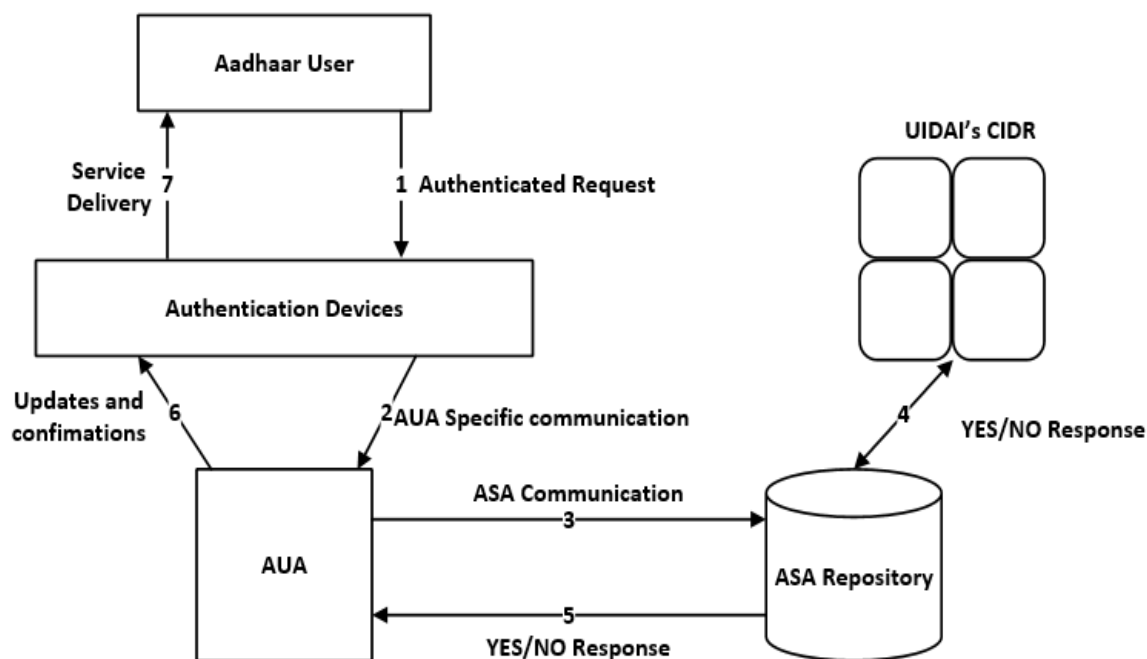 Aadhaar User
UIDAI's CIDR
Service
Delivery
7
1
Authenticated Request
Authentication Devices
Updates and
confimations
6
2
AUA Specific communication
4
YES/NO Response
ASA Communication
3
AUA
ASA Repository
5
YES/NO Response